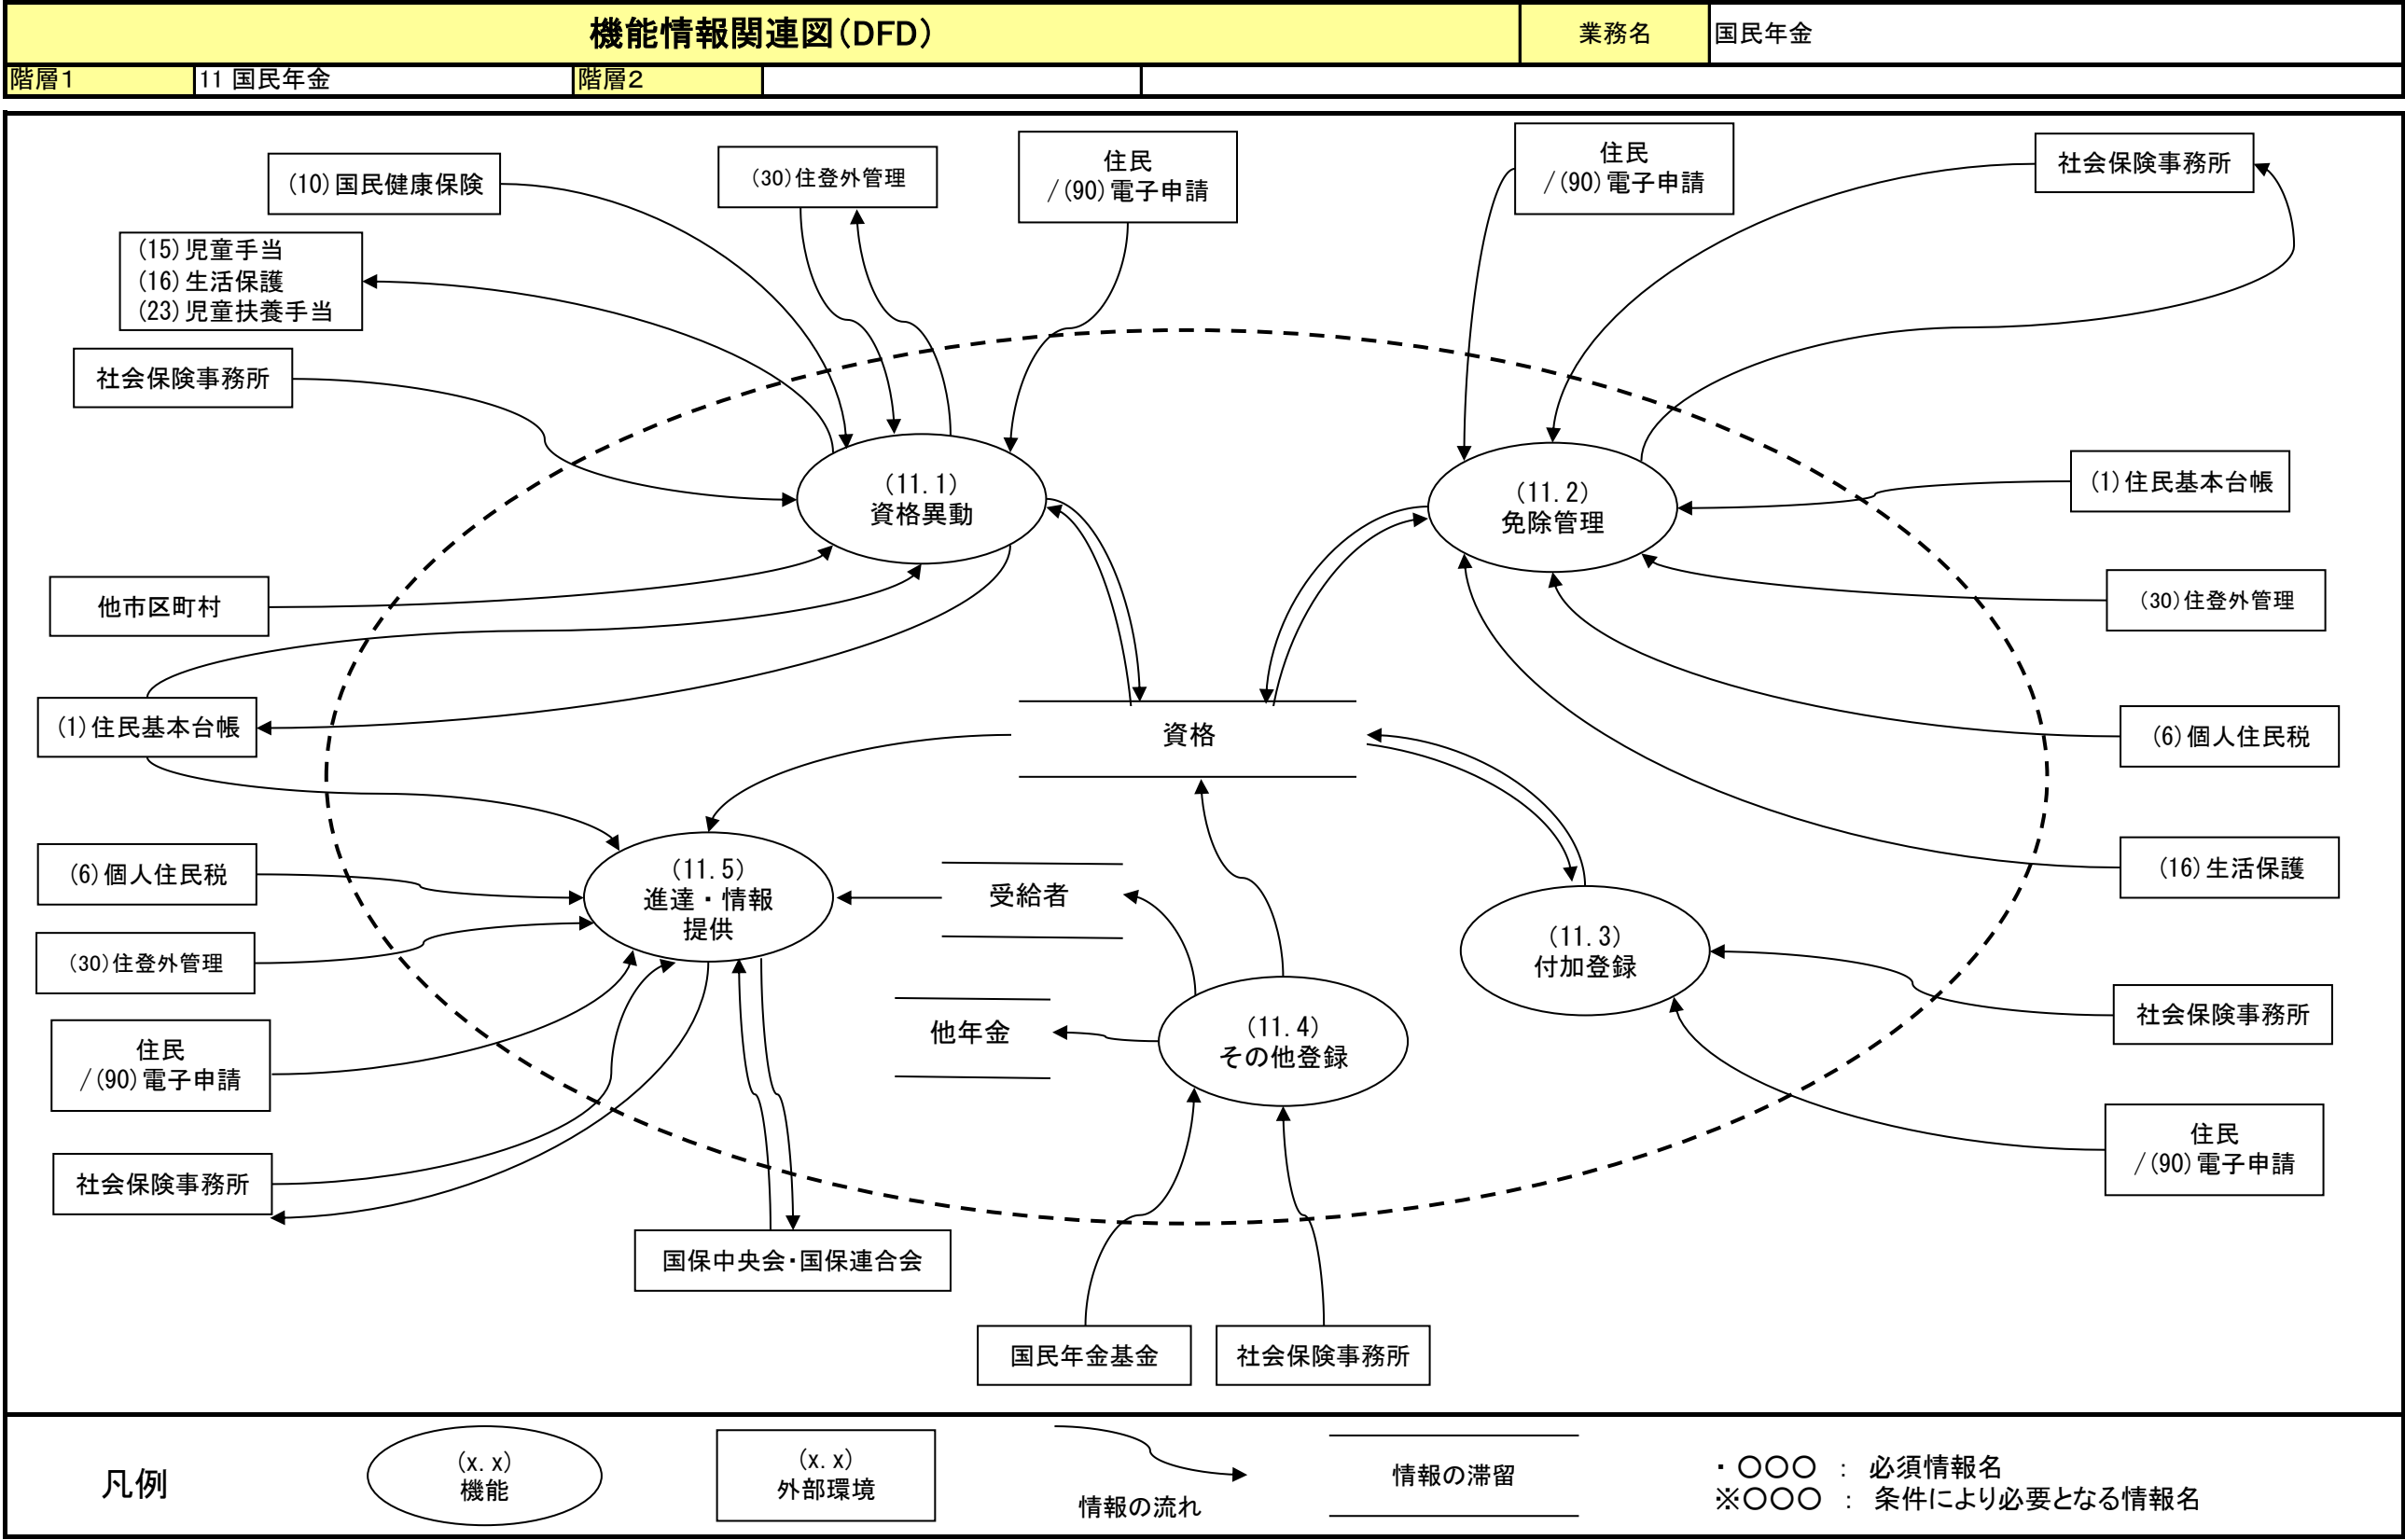 機能情報関連図（DFD）
業務名
国民年金
階層１
11 国民年金
階層２
(10)国民健康保険
(30)住登外管理
住民
/(90)電子申請
住民
/(90)電子申請
社会保険事務所
(15)児童手当
(16)生活保護
(23)児童扶養手当
社会保険事務所
(11.1)
資格異動
(11.2)
免除管理
(1)住民基本台帳
他市区町村
(30)住登外管理
(1)住民基本台帳
資格
(6)個人住民税
(6)個人住民税
(11.5)
進達・情報
提供
受給者
(16)生活保護
(30)住登外管理
(11.3)
付加登録
住民
/(90)電子申請
他年金
(11.4)
その他登録
社会保険事務所
社会保険事務所
住民
/(90)電子申請
国保中央会・国保連合会
国民年金基金
社会保険事務所
凡例
(x.x)
機能
(x.x)
外部環境
情報の流れ
情報の滞留
・ 〇〇〇 ： 必須情報名
※〇〇〇 ： 条件により必要となる情報名